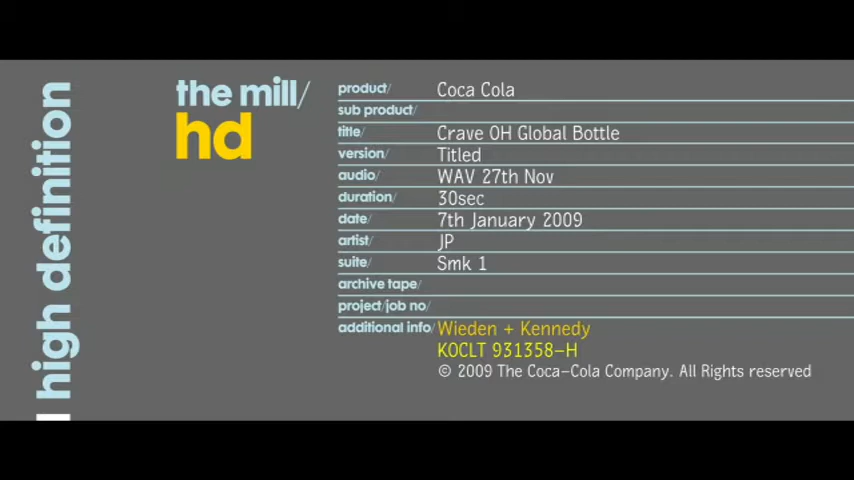 high definition
the mill/
hd
product/ Coca Cola
sub product/
title/ Crave OH Global Bottle
version/ Titled
audio/ WAV 27th Nov
duration/ 30sec
date/ 7th January 2009
artist/ JP
suite/ Smk 1
archive tape/
project/job no/
additional info/ Wieden + Kennedy
KOCLT 931358-H
© 2009 The Coca-Cola Company. All Rights reserved